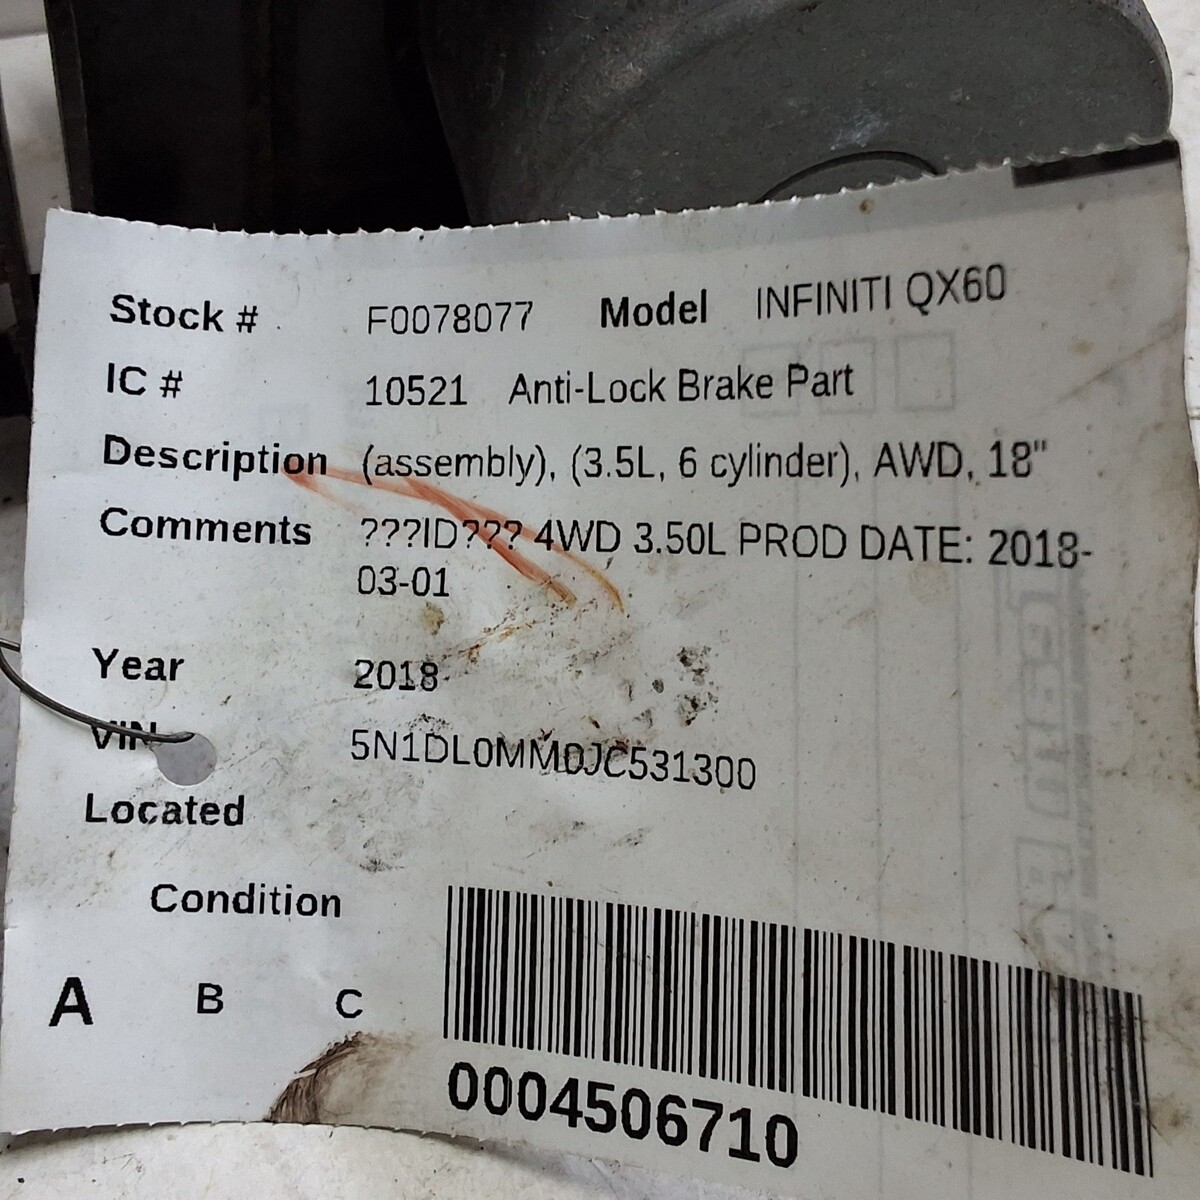 Stock # F0078077 Model INFINITI QX60
IC # 10521 Anti-Lock Brake Part
Description (assembly), (3.5L, 6 cylinder), AWD, 18"
Comments ???ID??? 4WD 3.50L PROD DATE: 2018-
03-01
Year 2018
VIN 5N1DL0MM0JC531300
Located
Condition
A B C
0004506710